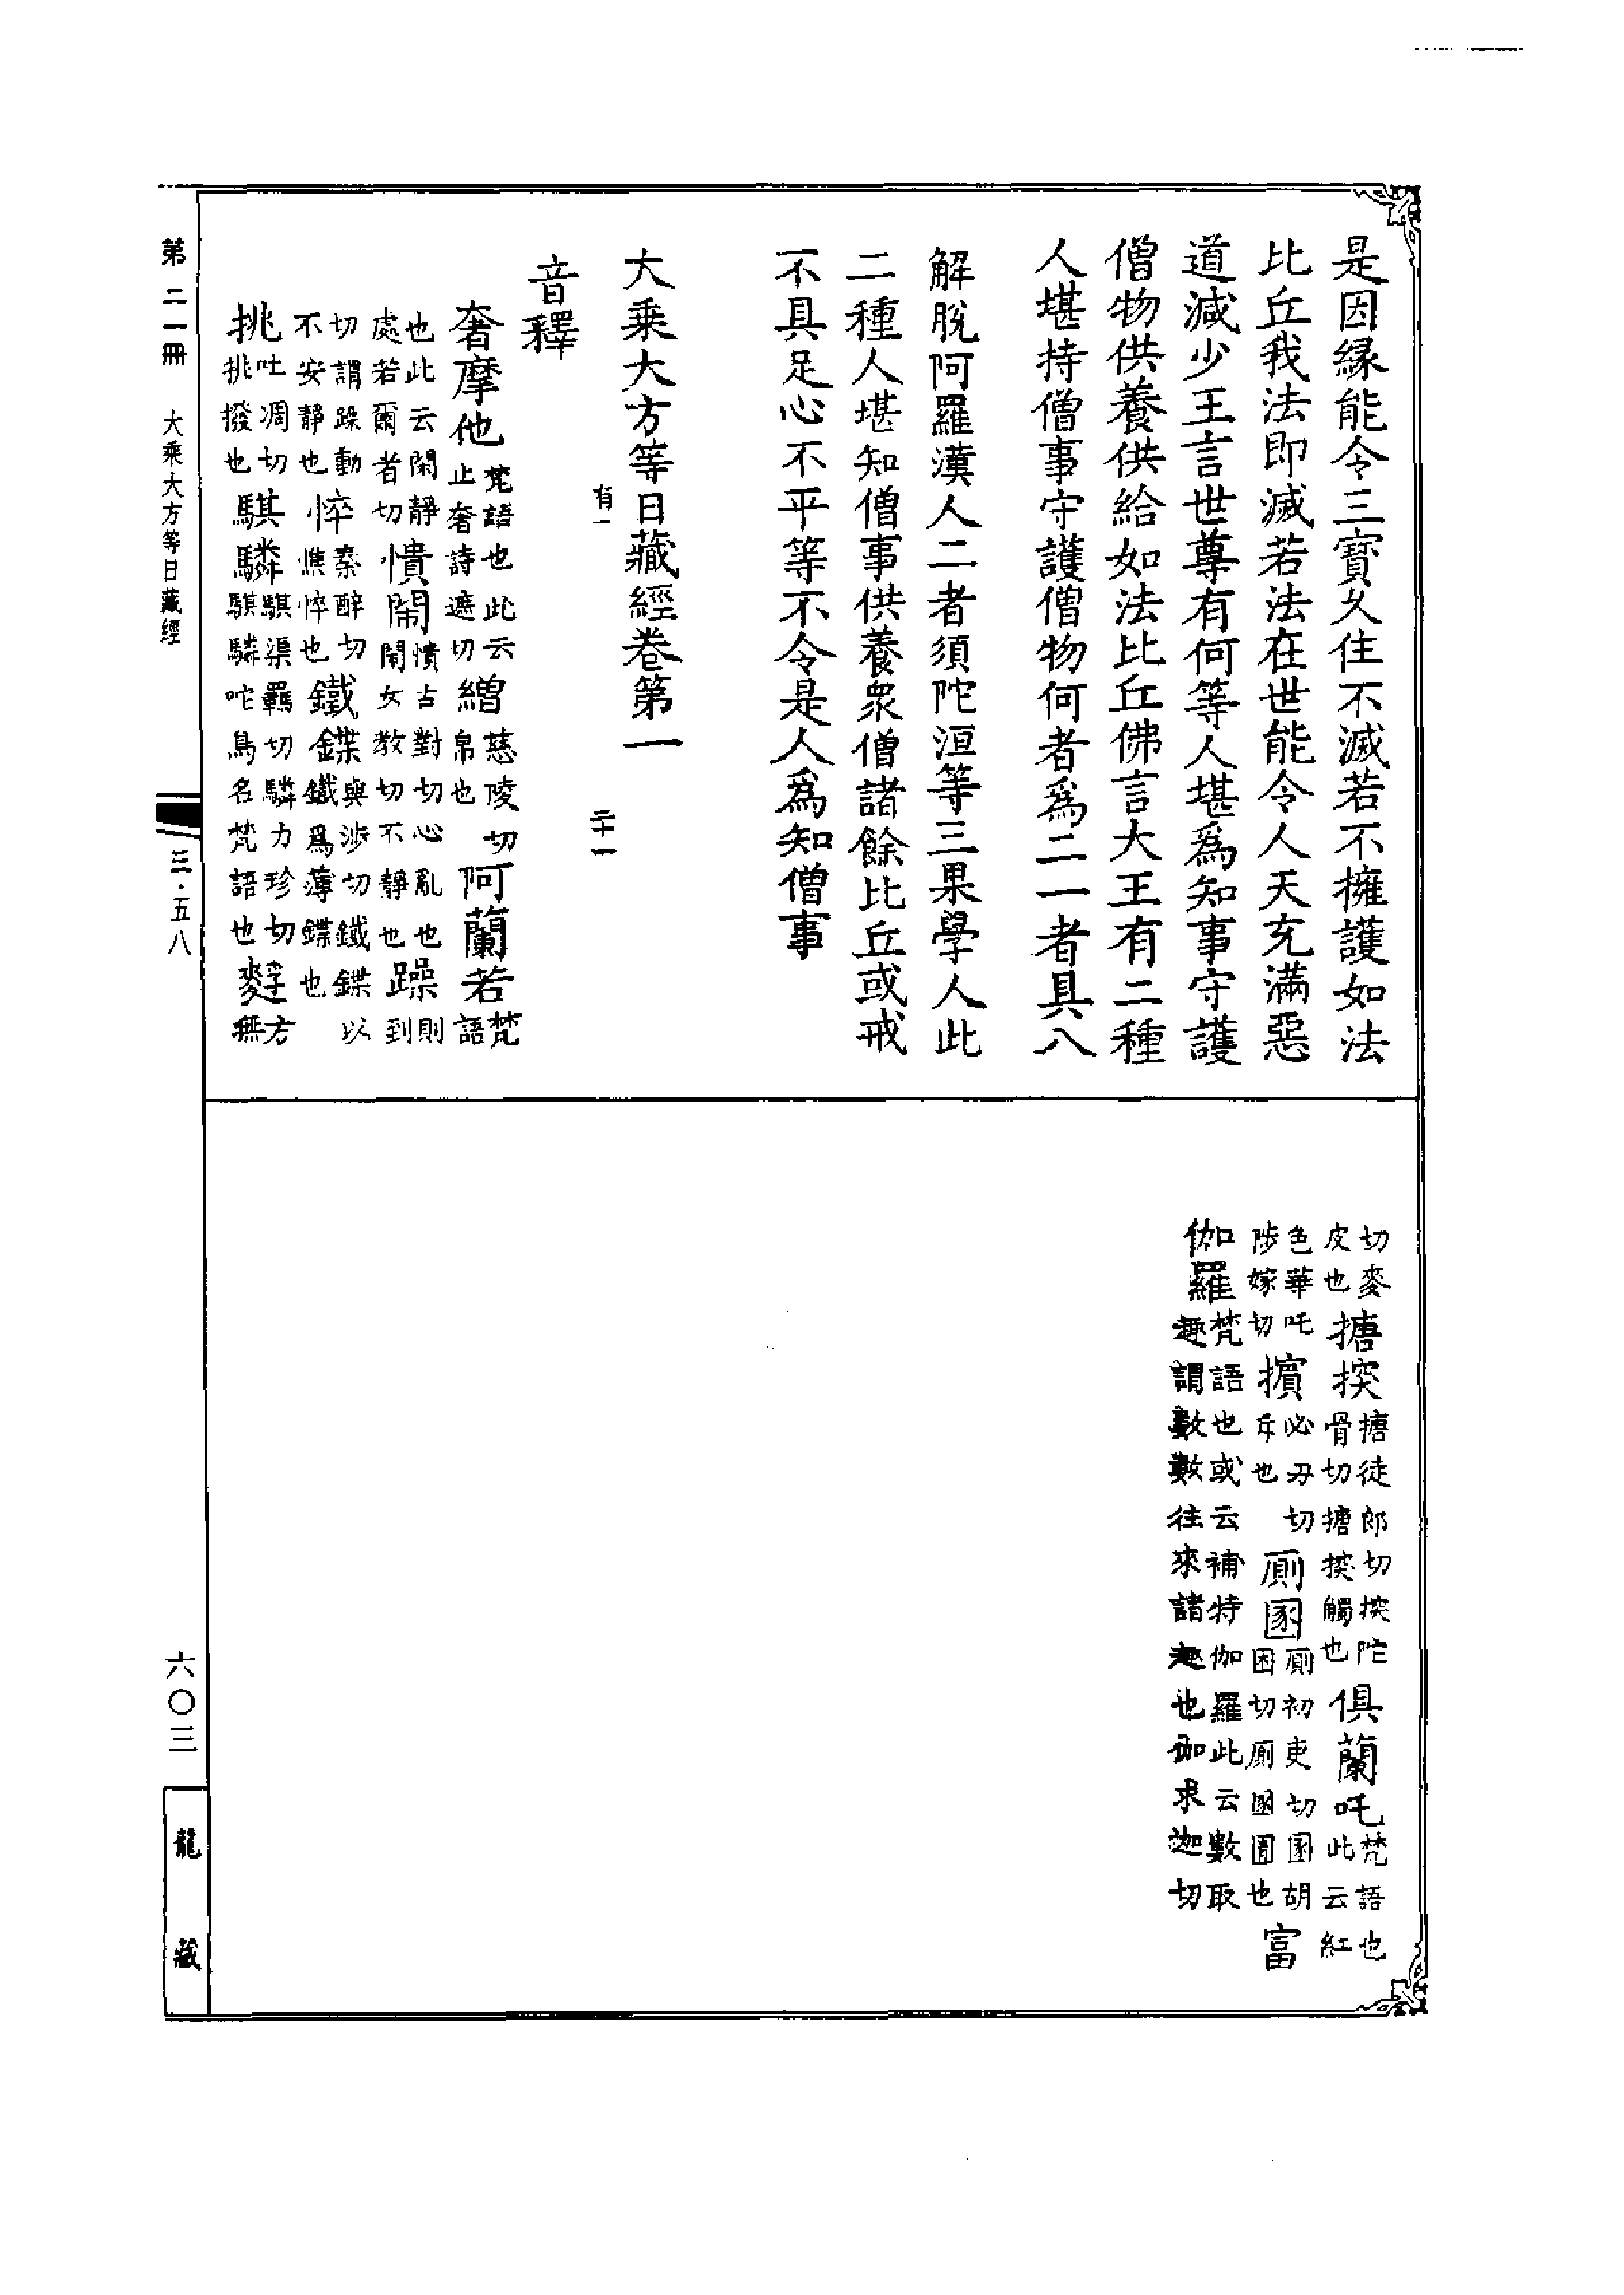 是因縁能令三寶久住不滅若不擁護如法
比丘我法即滅若法在世能令人天充滿惡
道減少王言世尊有何等人堪爲知事守護
僧物供養供給如法比丘佛言大王有二種
人堪持僧事守護僧物何者爲二一者具八
解脫阿羅漢人二者須陀洹等三果學人此
二種人堪知僧事供養衆僧諸餘比丘或戒
不具足心不平等不令是人爲知僧事
大乗大方等日藏經卷第一
有一 二十一
音釋
奢摩他梵語也此云止奢詩遮切繒慈陵切帛也阿蘭若梵語
也此云閑靜處若爾者切憒閙憒古對切心亂也閙女教切不靜也躁則到
切謂躁動不安靜也悴秦醉切憔悴也鐵鍱鍱與涉切鐵鍱以鐵爲薄鍱也
挑吐凋切挑撥也騏驎騏渠羈切驎力珍切騏驎咜鳥名梵語也麩方無
切麥皮也搪揬搪徒郎切揬陀骨切搪揬觸也俱蘭吒梵語也此云紅
色華吒陟嫁切擯必刃切斥也厠圂厠初吏切圂胡困切厠圂圊也富
伽羅梵語也或云補特伽羅此云數取趣謂數數往來諸趣也伽求迦切
第二一冊 大乘大方等日藏經
三·五八
六〇三
龍藏